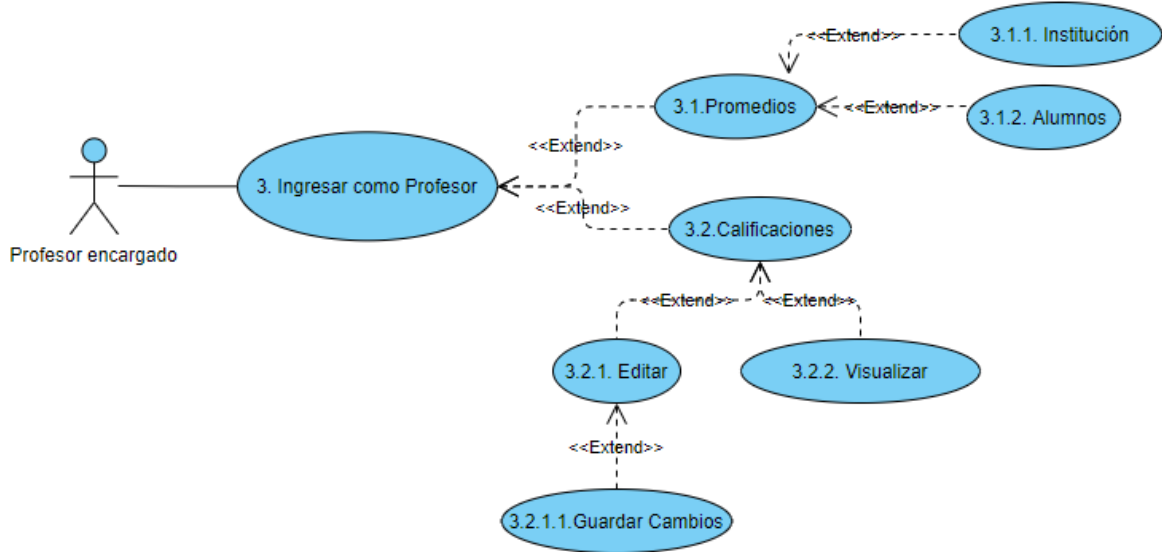 3.1.1. Institución
<<Extend>>
3.1.Promedios
<<Extend>>
3.1.2. Alumnos
<<Extend>>
3. Ingresar como Profesor
<<Extend>>
3.2.Calificaciones
Profesor encargado
<<Extend>>
<<Extend>>
3.2.1. Editar
3.2.2. Visualizar
<<Extend>>
3.2.1.1.Guardar Cambios